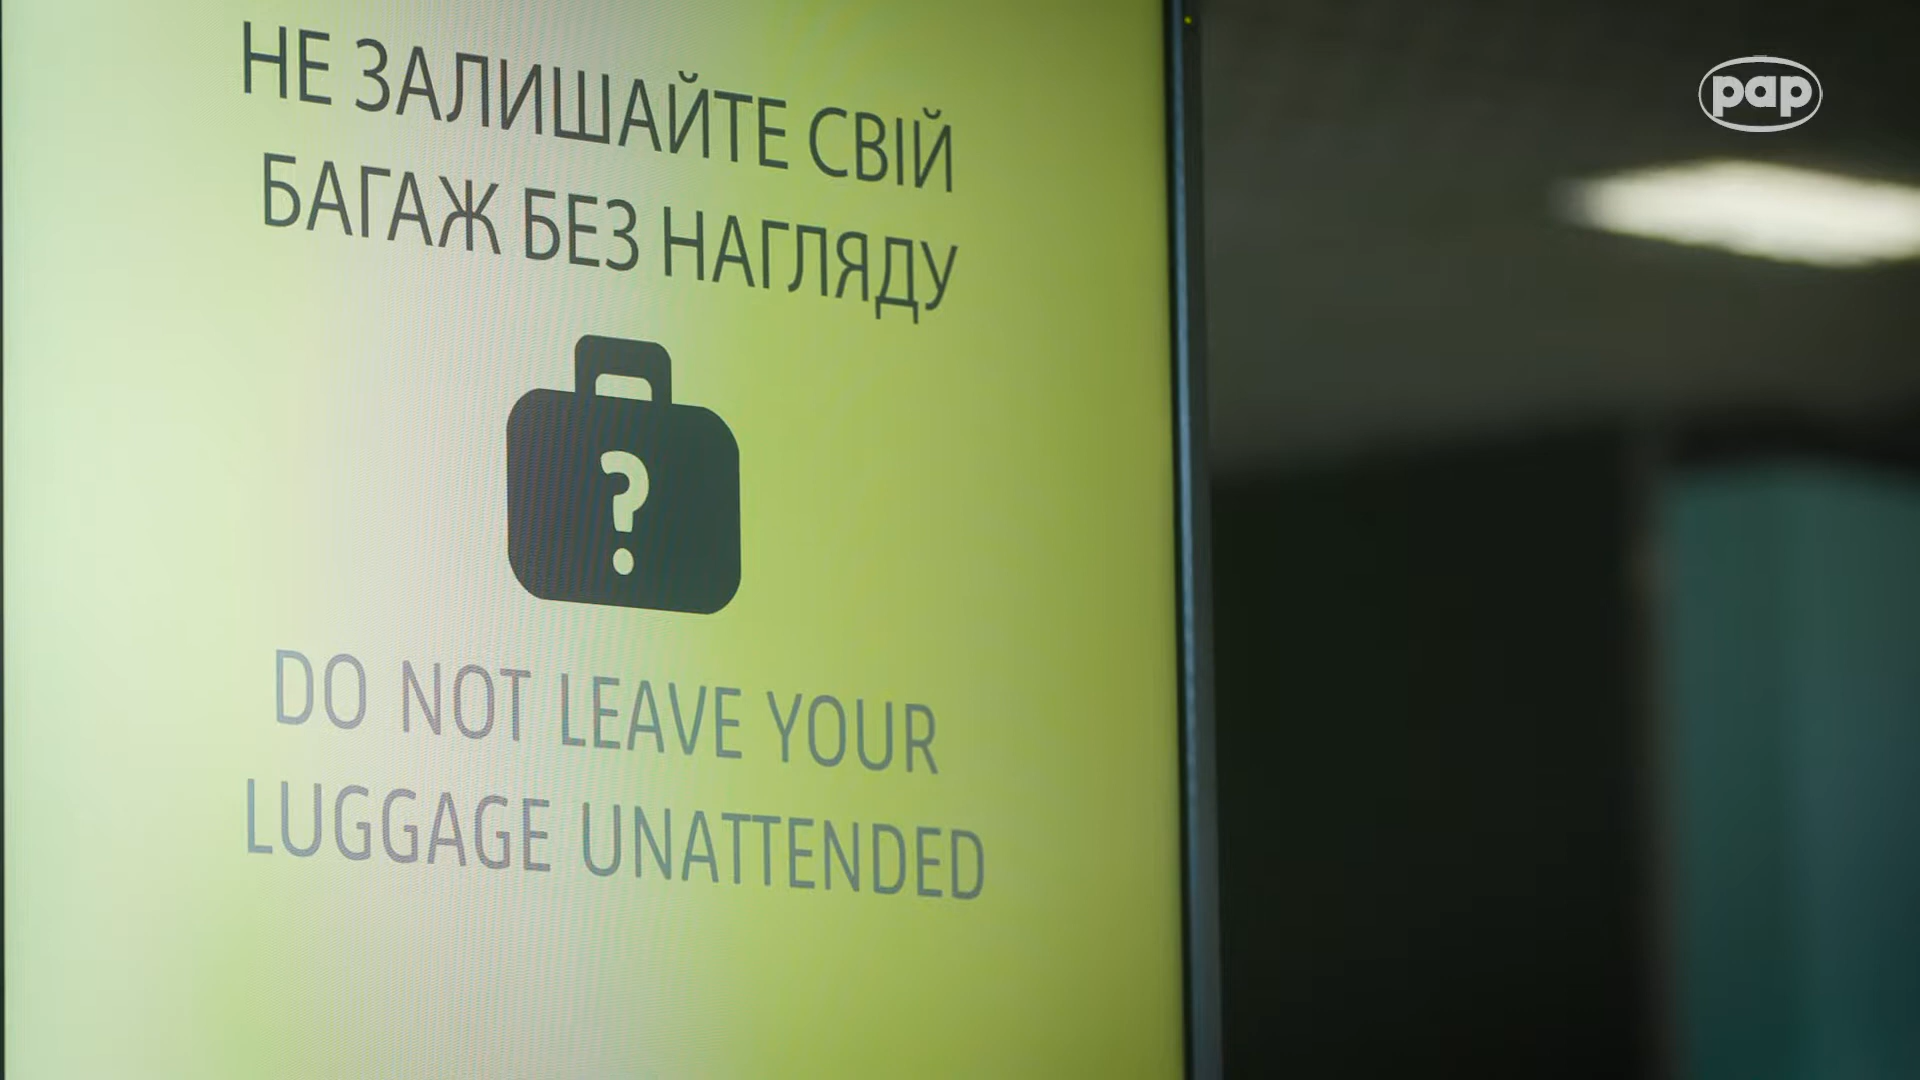 НЕ ЗАЛИШАЙТЕ СВІЙ
БАГАЖ БЕЗ НАГЛЯДУ
?
DO NOT LEAVE YOUR
LUGGAGE UNATTENDED
pap